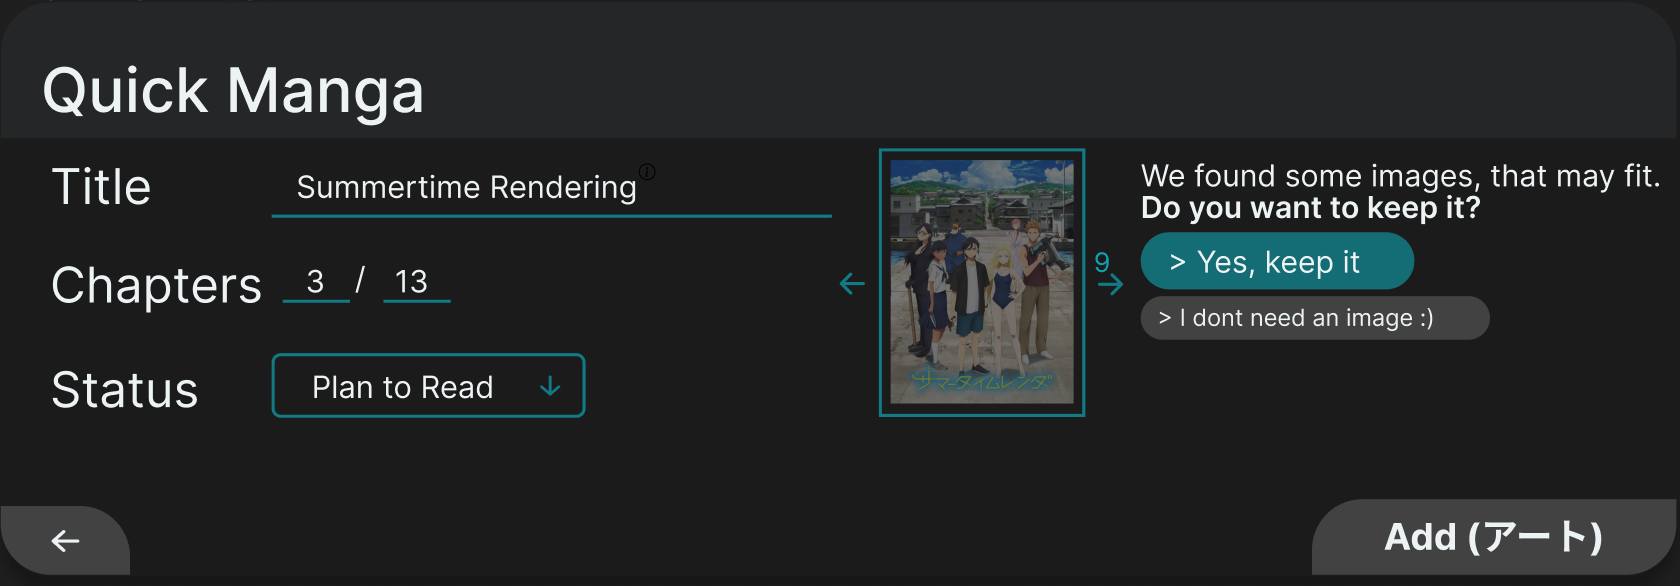 Quick Manga
Title
Summertime Rendering
Chapters
3 / 13
Status
Plan to Read
サマータイムレンダ
9
We found some images, that may fit.
Do you want to keep it?
> Yes, keep it
> I dont need an image :)
Add (アート)